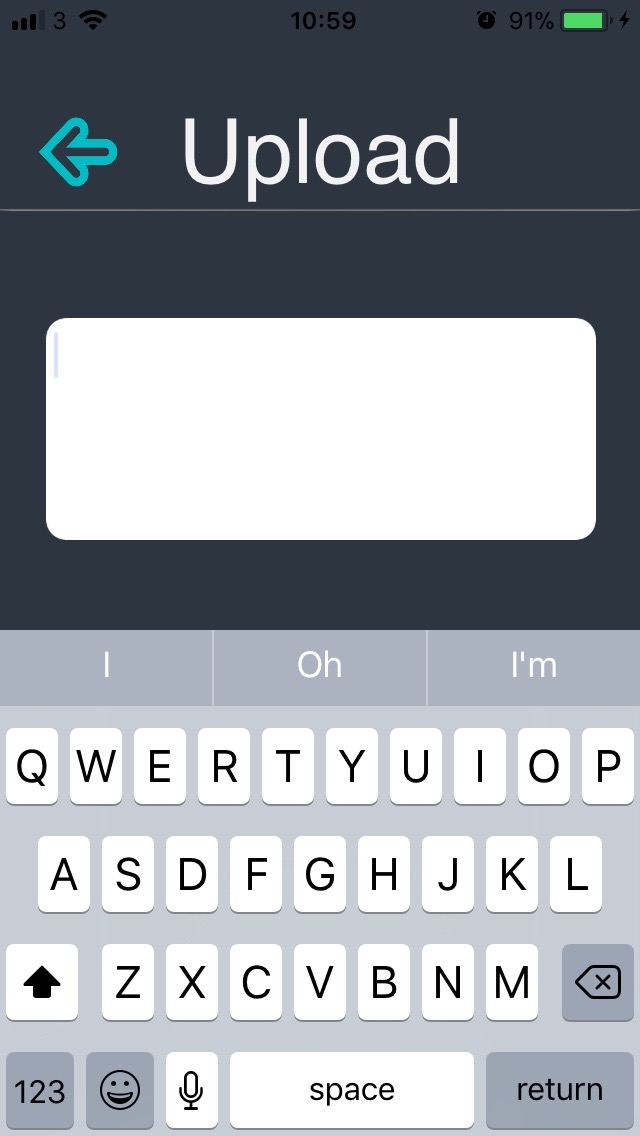 3 10:59 91%
Upload
I Oh I'm
Q W E R T Y U I O P
A S D F G H J K L
Z X C V B N M
123 space return